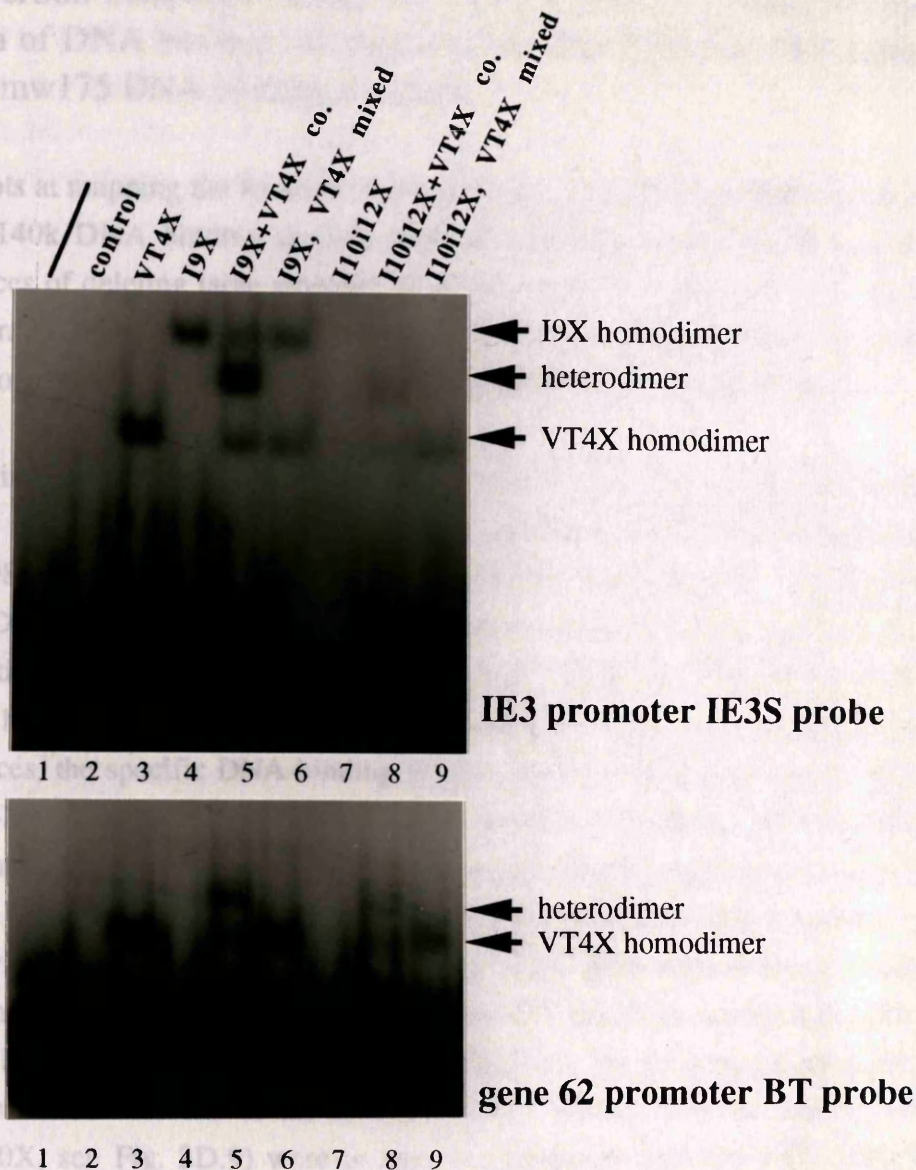 control
VT4X
I9X
I9X+VT4X co.
I9X, VT4X mixed
I10i12X
I10i12X+VT4X co.
I10i12X, VT4X mixed
I9X homodimer
heterodimer
VT4X homodimer
IE3 promoter IE3S probe
1 2 3 4 5 6 7 8 9
heterodimer
VT4X homodimer
gene 62 promoter BT probe
1 2 3 4 5 6 7 8 9